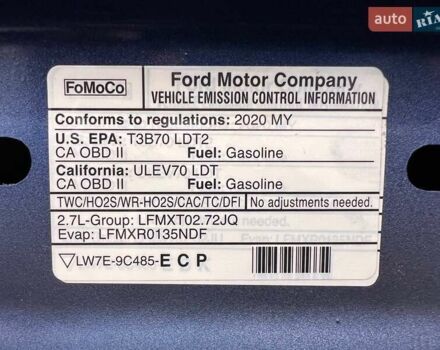 auto RIA
FoMoCo
Ford Motor Company
VEHICLE EMISSION CONTROL INFORMATION
Conforms to regulations: 2020 MY
U.S. EPA: T3B70 LDT2
CA OBD II Fuel: Gasoline
California: ULEV70 LDT
CA OBD II Fuel: Gasoline
TWC/HO2S/WR-HO2S/CAC/TC/DFI No adjustments needed.
2.7L-Group: LFMXT02.72JQ
Evap: LFMXR0135NDF
LW7E-9C485-E C P